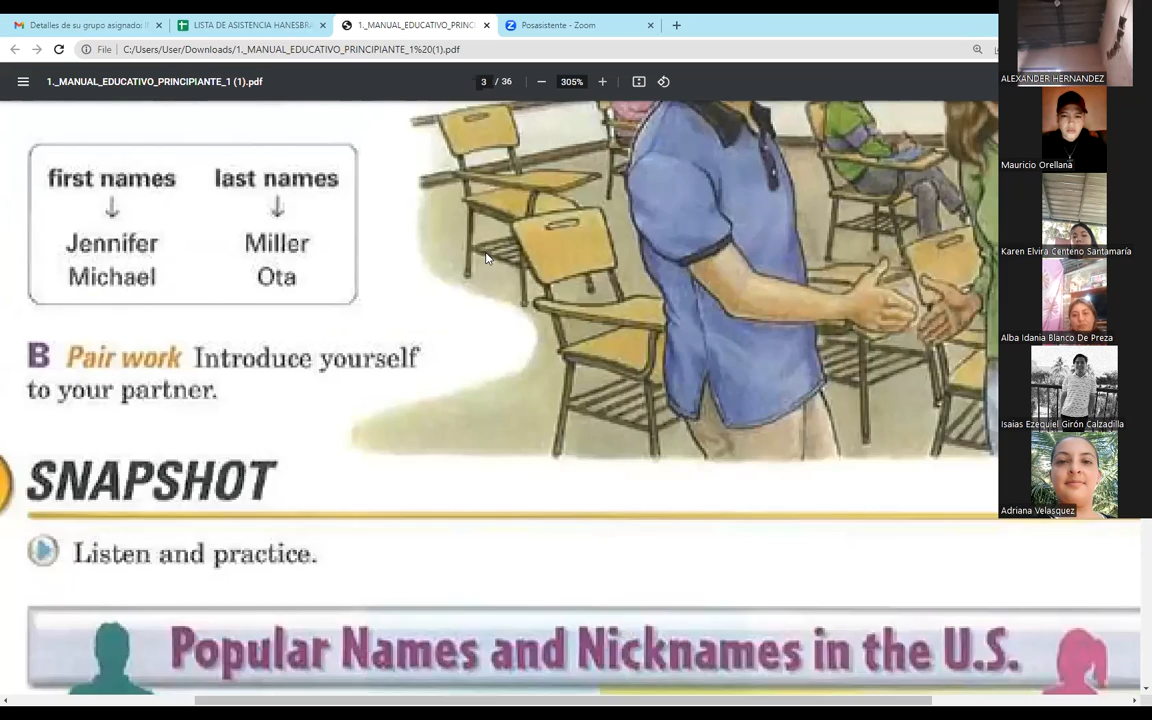 Detalles de su grupo asignado: I
LISTA DE ASISTENCIA HANESBRA
1._MANUAL_EDUCATIVO_PRINCI
Posasistente - Zoom
File
C:/Users/User/Downloads/1._MANUAL_EDUCATIVO_PRINCIPIANTE_1%20(1).pdf
1._MANUAL_EDUCATIVO_PRINCIPIANTE_1 (1).pdf
3 / 36
305%
first names last names
Jennifer Miller
Michael Ota
B Pair work Introduce yourself
to your partner.
SNAPSHOT
Listen and practice.
Popular Names and Nicknames in the U.S.
ALEXANDER HERNANDEZ
Mauricio Orellana
Karen Elvira Centeno Santamaría
Alba Idania Blanco De Preza
Isaias Ezequiel Girón Calzadilla
Adriana Velasquez